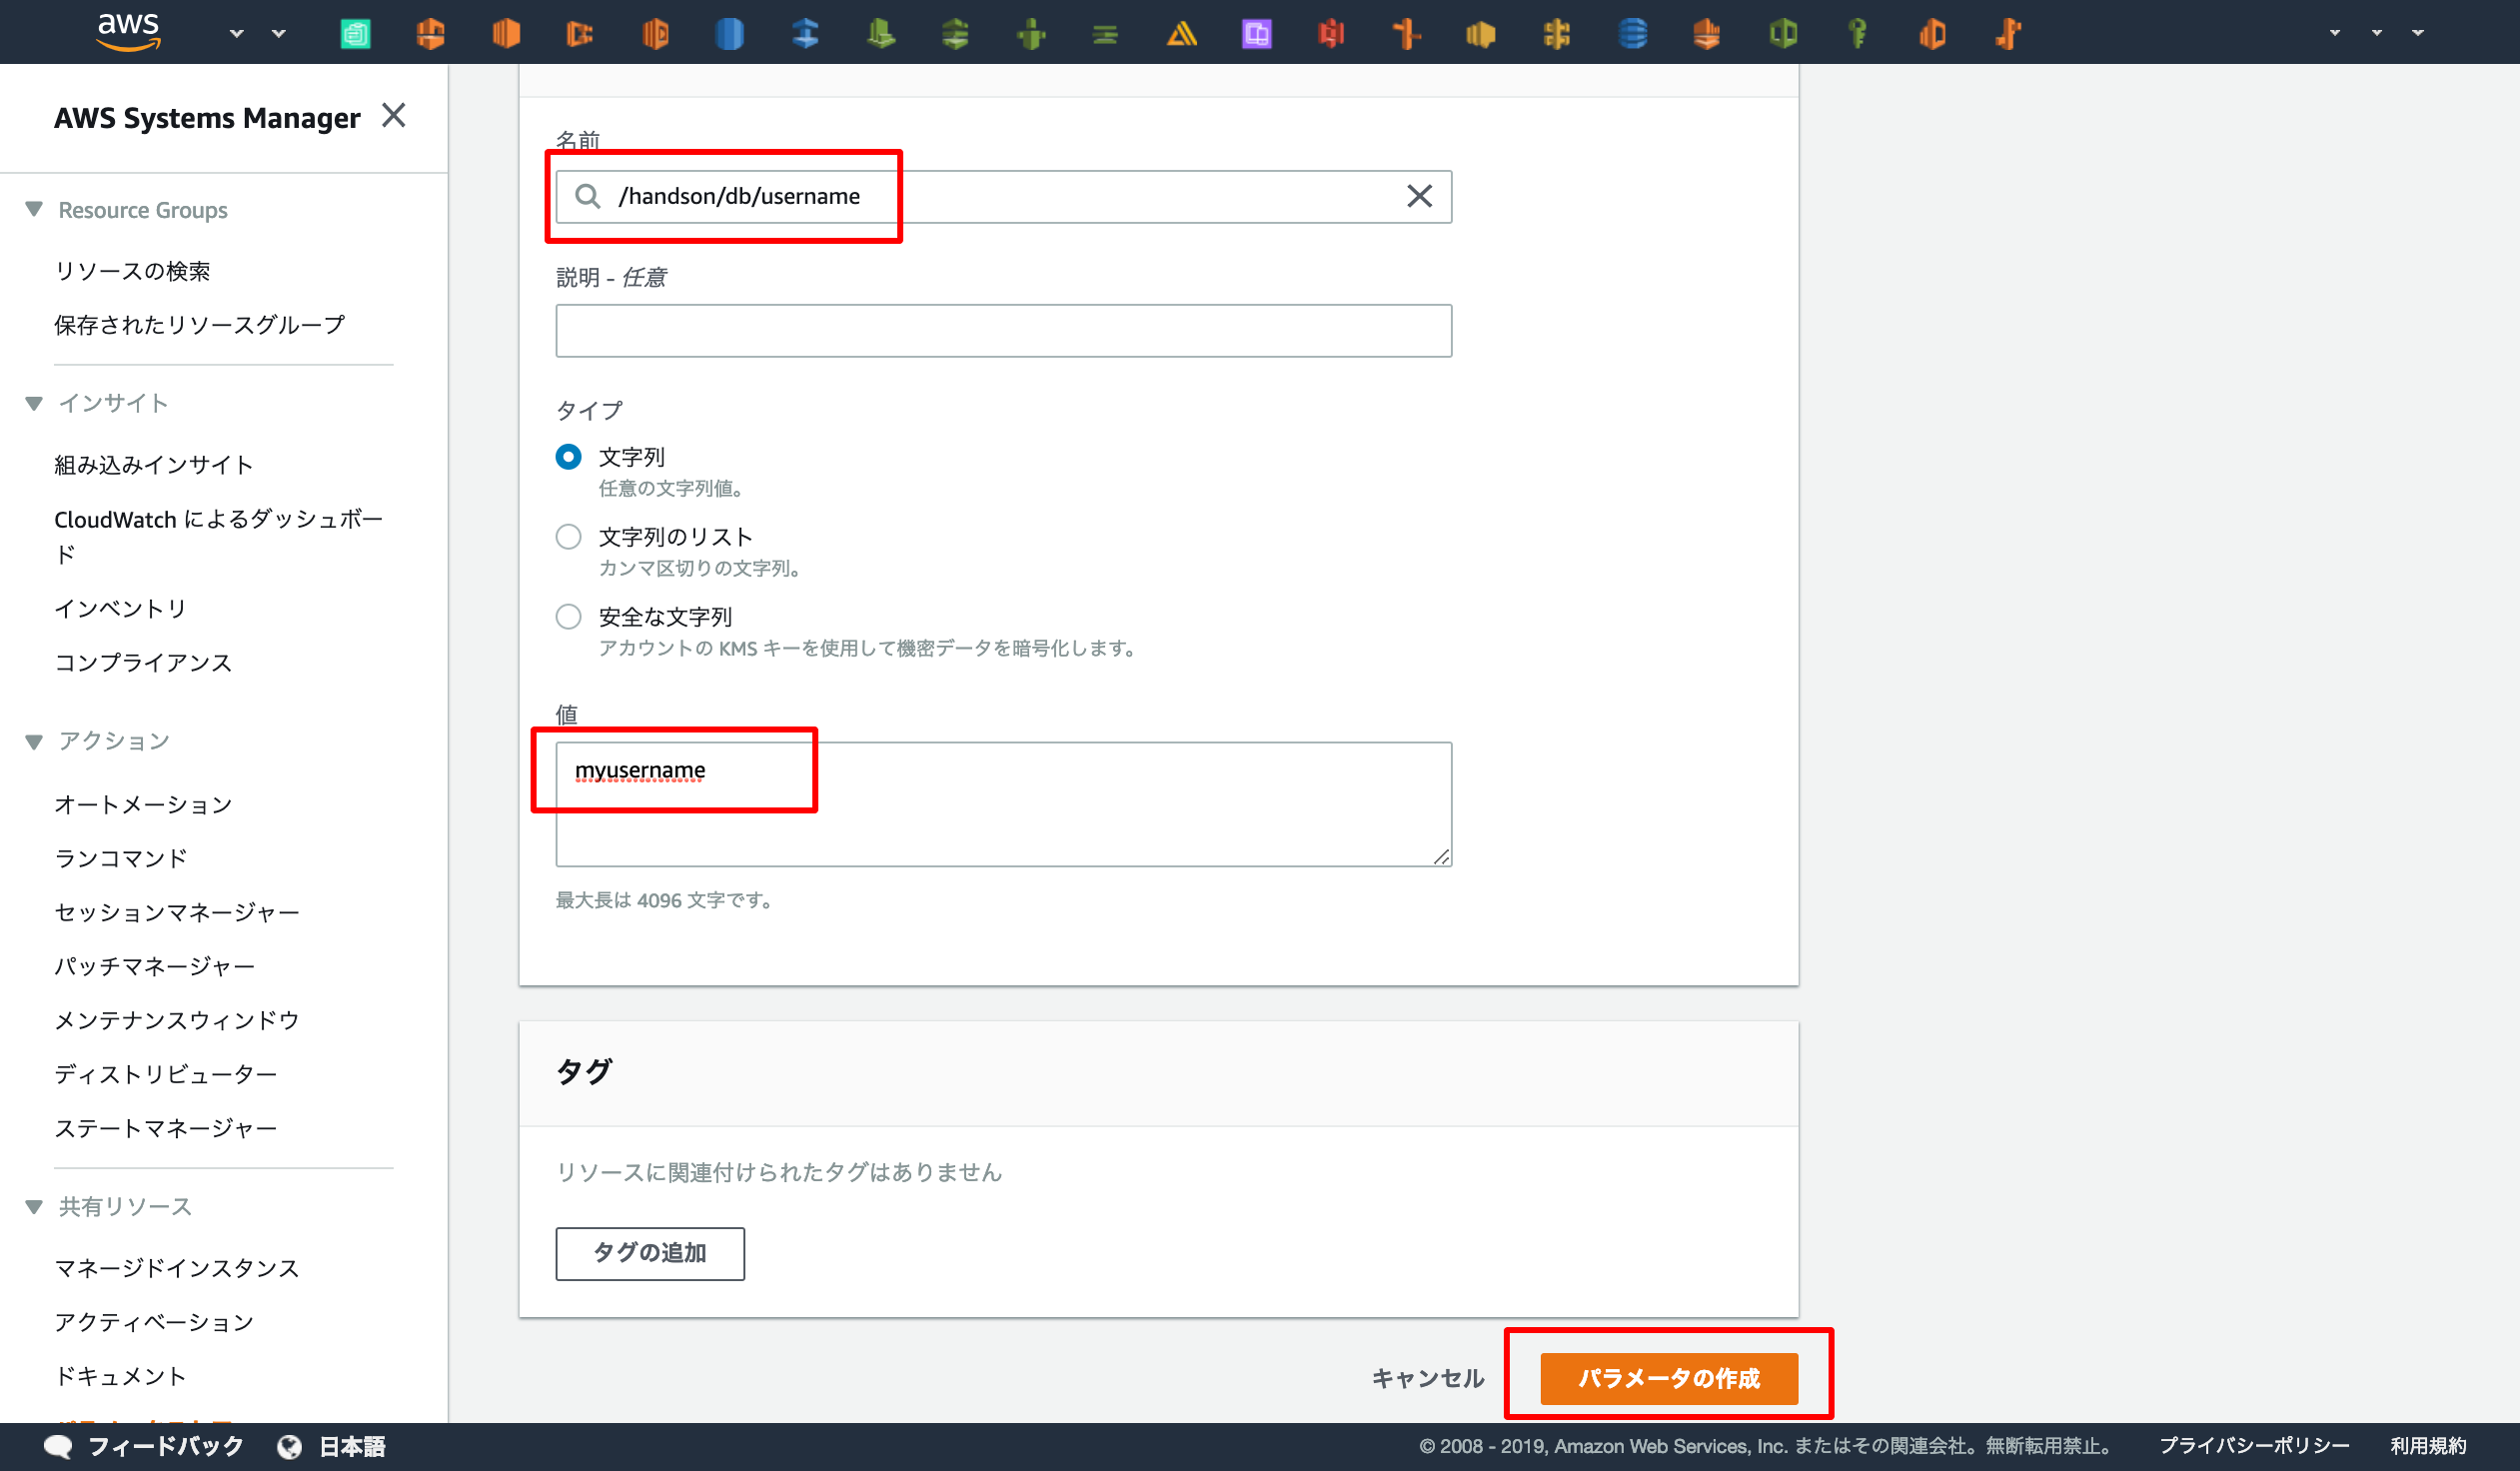 aws
AWS Systems Manager
Resource Groups
リソースの検索
保存されたリソースグループ
インサイト
組み込みインサイト
CloudWatch によるダッシュボー
ド
インベントリ
コンプライアンス
アクション
オートメーション
ランコマンド
セッションマネージャー
パッチマネージャー
メンテナンスウィンドウ
ディストリビューター
ステートマネージャー
共有リソース
マネージドインスタンス
アクティベーション
ドキュメント
名前
/handson/db/username
説明 - 任意
タイプ
文字列
任意の文字列値。
文字列のリスト
カンマ区切りの文字列。
安全な文字列
アカウントの KMS キーを使用して機密データを暗号化します。
値
myusername
最大長は 4096 文字です。
タグ
リソースに関連付けられたタグはありません
タグの追加
キャンセル
パラメータの作成
フィードバック
日本語
© 2008 - 2019, Amazon Web Services, Inc. またはその関連会社。無断転用禁止。
プライバシーポリシー
利用規約